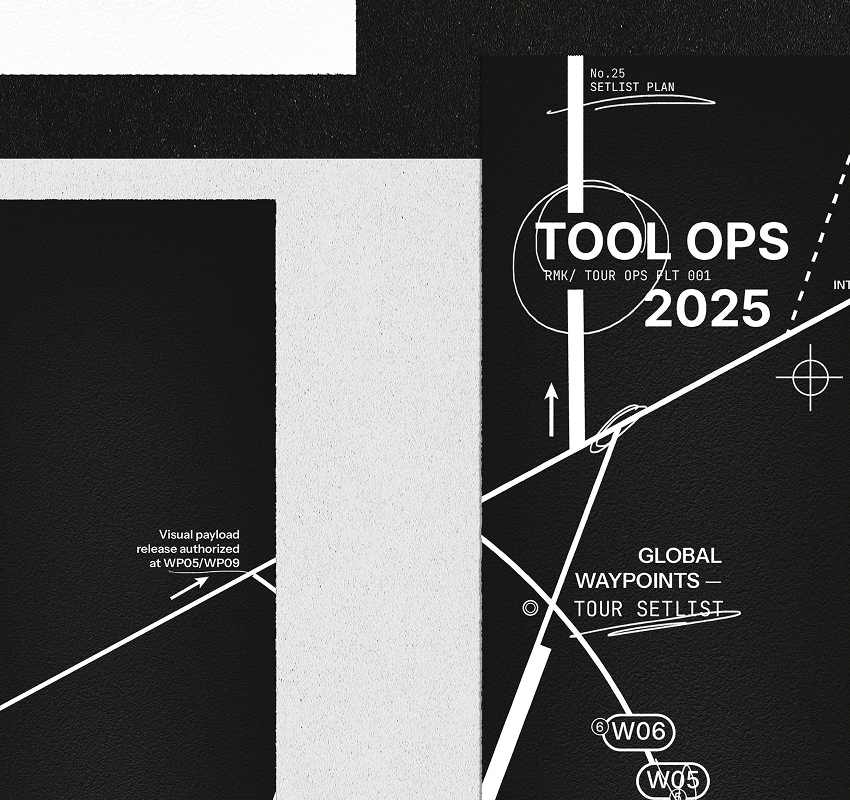 No.25
SETLIST PLAN
TOOL OPS
RMK/ TOUR OPS FLT 001
2025
INT
Visual payload
release authorized
at WP05/WP09
GLOBAL
WAYPOINTS —
TOUR SETLIST
6
W06
W05
6